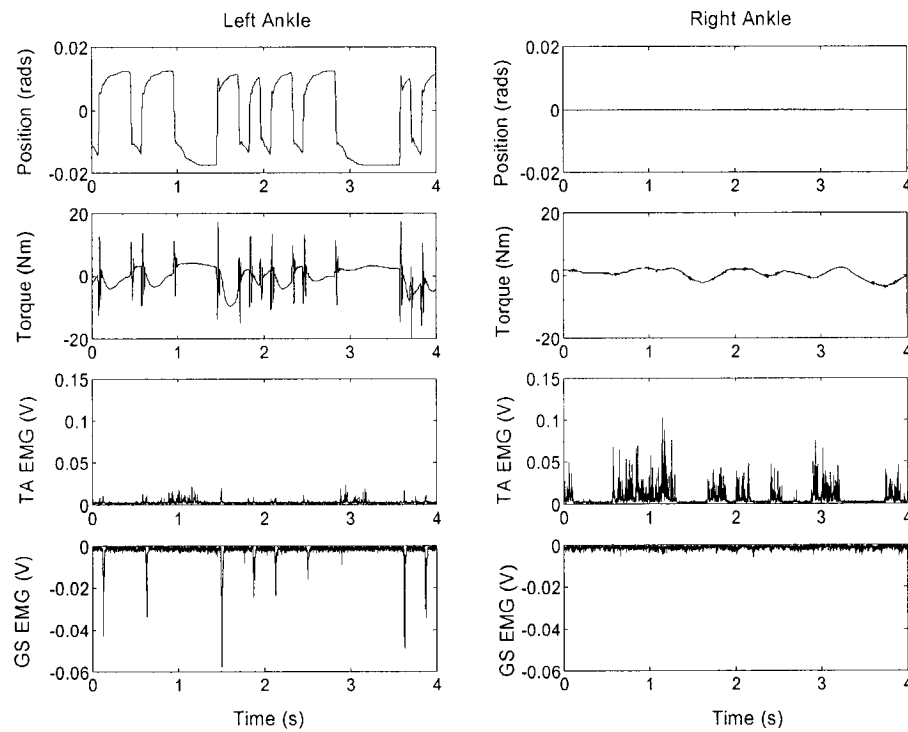 Left Ankle
Position (rads)
0.02
0
-0.02
0 1 2 3 4
Torque (Nm)
20
0
-20
0 1 2 3 4
TA EMG (V)
0.15
0.1
0.05
0
0 1 2 3 4
GS EMG (V)
0
-0.02
-0.04
-0.06
0 1 2 3 4
Time (s)
Right Ankle
Position (rads)
0.02
0
-0.02
0 1 2 3 4
Torque (Nm)
20
0
-20
0 1 2 3 4
TA EMG (V)
0.15
0.1
0.05
0
0 1 2 3 4
GS EMG (V)
0
-0.02
-0.04
-0.06
0 1 2 3 4
Time (s)